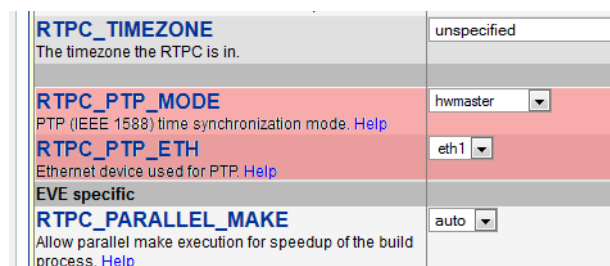 RTPC_TIMEZONE
unspecified
The timezone the RTPC is in.
RTPC_PTP_MODE
hwmaster
PTP (IEEE 1588) time synchronization mode. Help
RTPC_PTP_ETH
eth1
Ethernet device used for PTP. Help
EVE specific
RTPC_PARALLEL_MAKE
auto
Allow parallel make execution for speedup of the build
process. Help